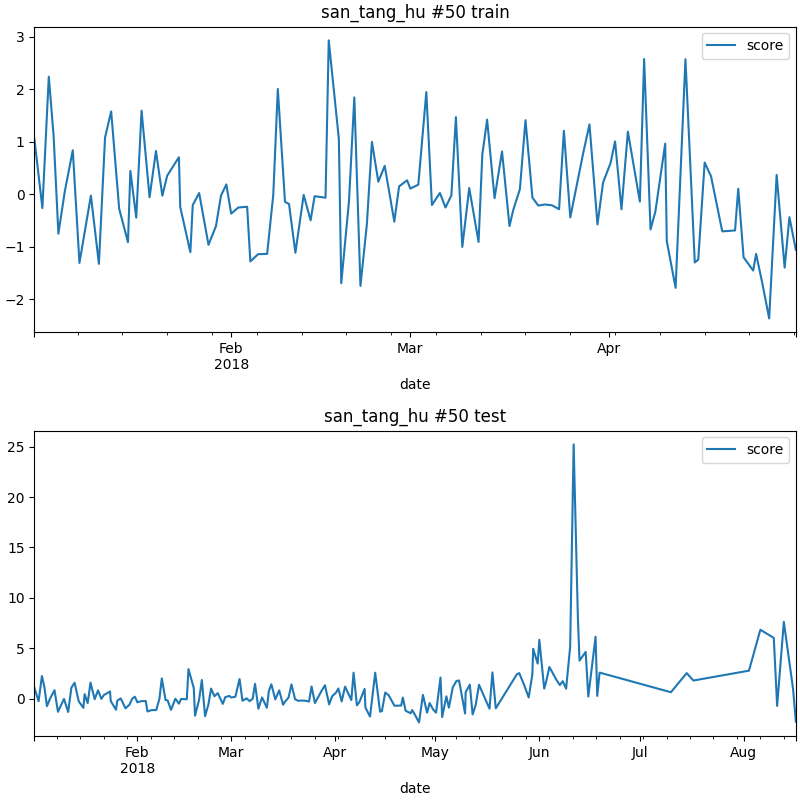 san_tang_hu #50 train
score
3
2
1
0
−1
−2
Feb
2018
Mar
Apr
date
san_tang_hu #50 test
score
25
20
15
10
5
0
Feb
2018
Mar
Apr
May
Jun
Jul
Aug
date